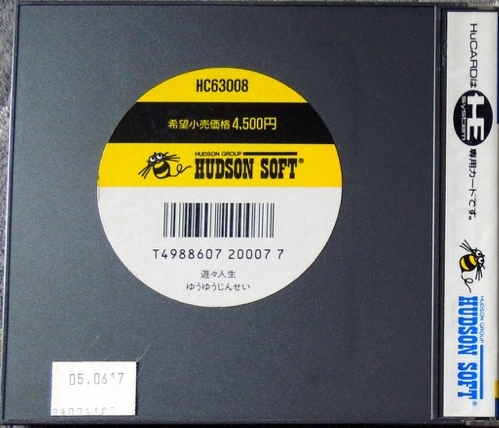 HC63008
希望小売価格4,500円
HUDSON GROUP
HUDSON SOFT®
T4988607 20007 7
遊々人生
ゆうゆうじんせい
05.0617
HuCARDは
HE
SYSTEM
専用カードです。
HUDSON GROUP
HUDSON SOFT®